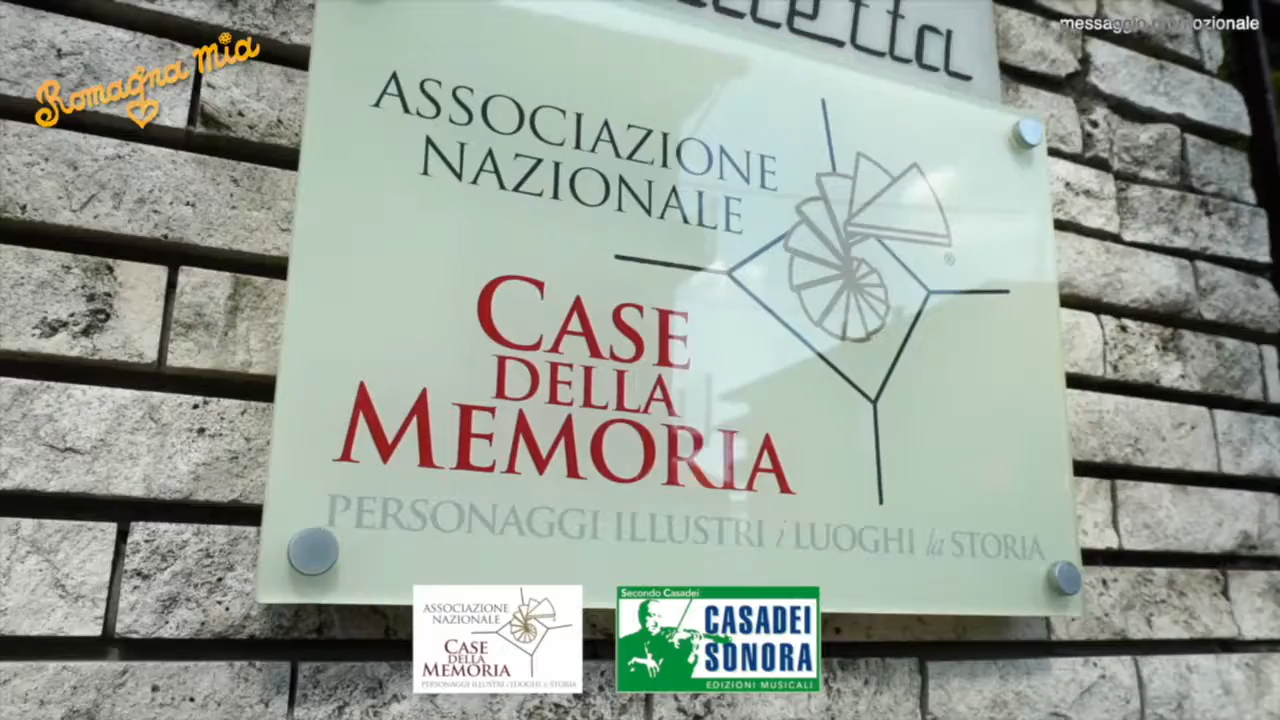 messaggio promozionale
Romagna Mia
ASSOCIAZIONE
NAZIONALE
CASE
DELLA
MEMORIA
PERSONAGGI ILLUSTRI i LUOGHI la STORIA
ASSOCIAZIONE
NAZIONALE
CASE
DELLA
MEMORIA
PERSONAGGI ILLUSTRI i LUOGHI la STORIA
Secondo Casadei
CASADEI
SONORA
EDIZIONI MUSICALI